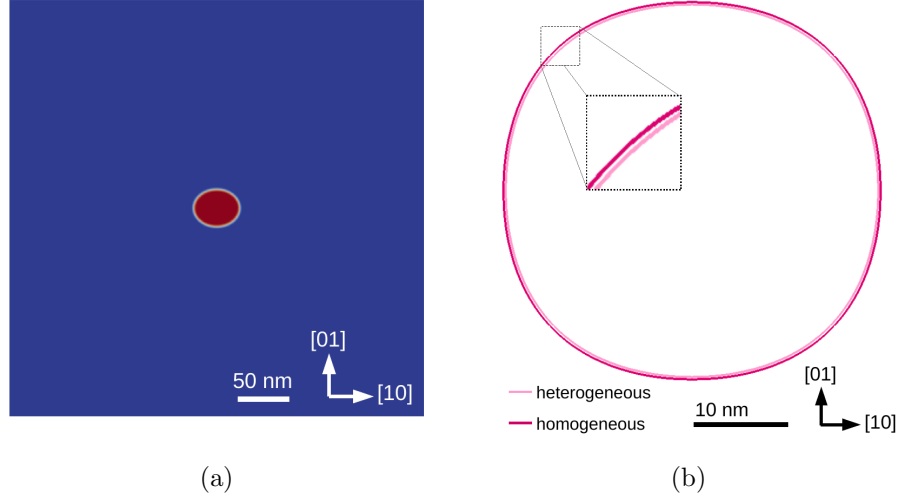 [01]
50 nm
[10]
(a)
heterogeneous
homogeneous
10 nm
[01]
[10]
(b)